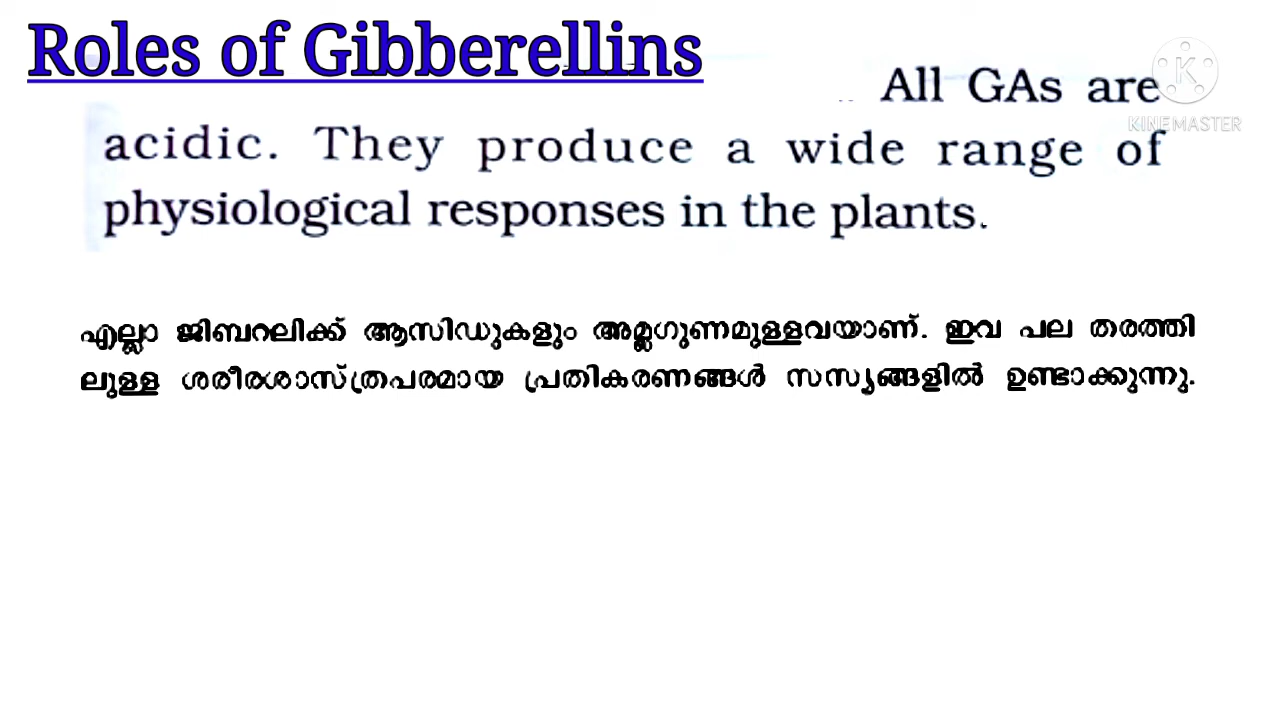 Roles of Gibberellins
All GAs are
KINEMASTER
acidic. They produce a wide range of
physiological responses in the plants.
എല്ലാ ജിബറലിക്ക് ആസിഡുകളും അമ്ലഗുണമുള്ളവയാണ്. ഇവ പല തരത്തി
ലുള്ള ശരീരശാസ്ത്രപരമായ പ്രതികരണങ്ങൾ സസ്യങ്ങളിൽ ഉണ്ടാക്കുന്നു.